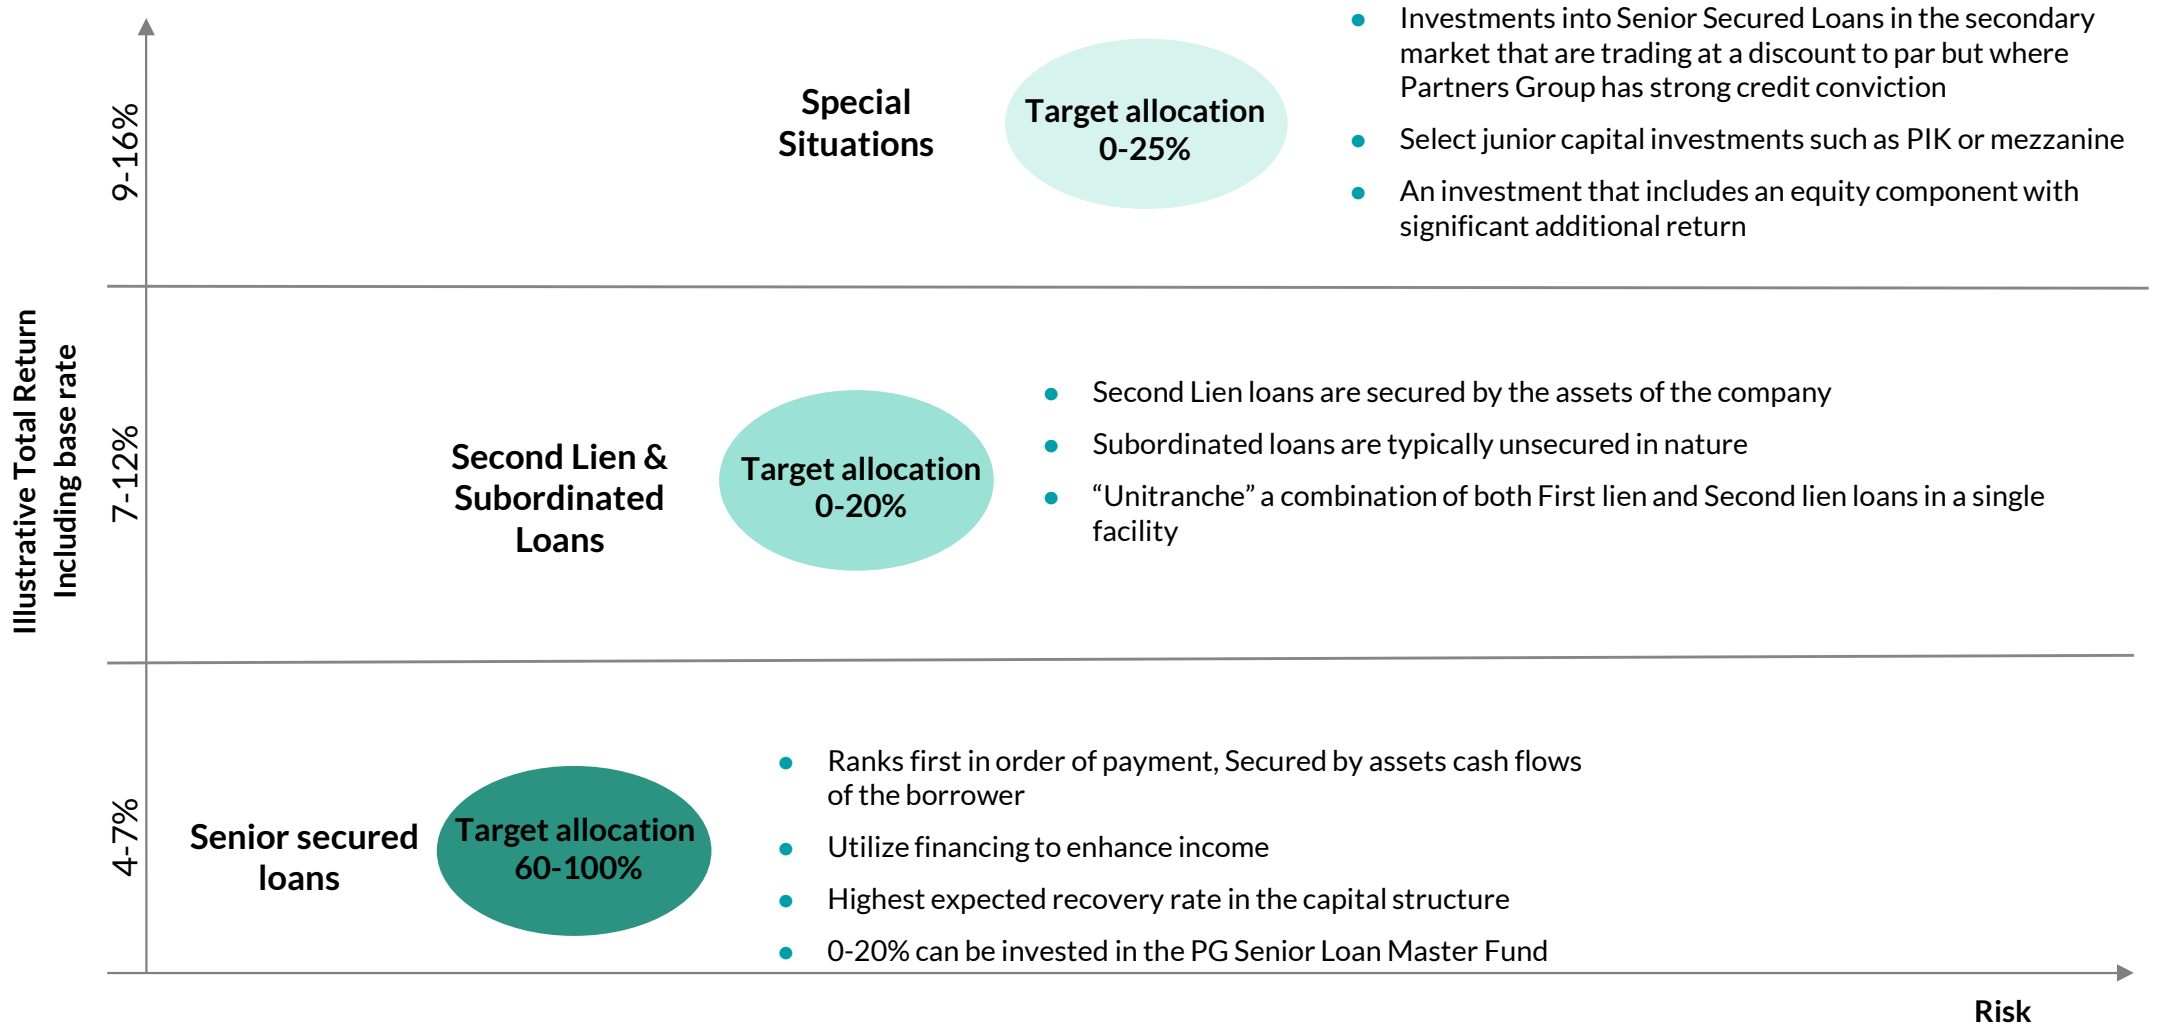 Illustrative Total Return
Including base rate
9-16%
Special
Situations
Target allocation
0-25%
● Investments into Senior Secured Loans in the secondary
market that are trading at a discount to par but where
Partners Group has strong credit conviction
● Select junior capital investments such as PIK or mezzanine
● An investment that includes an equity component with
significant additional return
7-12%
Second Lien &
Subordinated
Loans
Target allocation
0-20%
● Second Lien loans are secured by the assets of the company
● Subordinated loans are typically unsecured in nature
● “Unitranche” a combination of both First lien and Second lien loans in a single
facility
4-7%
Senior secured
loans
Target allocation
60-100%
● Ranks first in order of payment, Secured by assets cash flows
of the borrower
● Utilize financing to enhance income
● Highest expected recovery rate in the capital structure
● 0-20% can be invested in the PG Senior Loan Master Fund
Risk